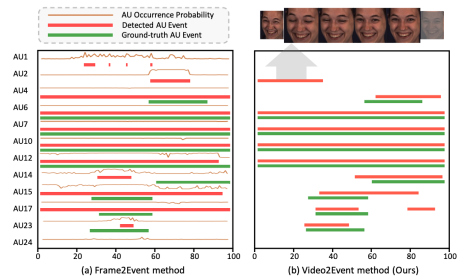 AU Occurrence Probability
Detected AU Event
Ground-truth AU Event
AU1
AU2
AU4
AU6
AU7
AU10
AU12
AU14
AU15
AU17
AU23
AU24
0 20 40 60 80 100
0 20 40 60 80 100
(a) Frame2Event method
(b) Video2Event method (Ours)